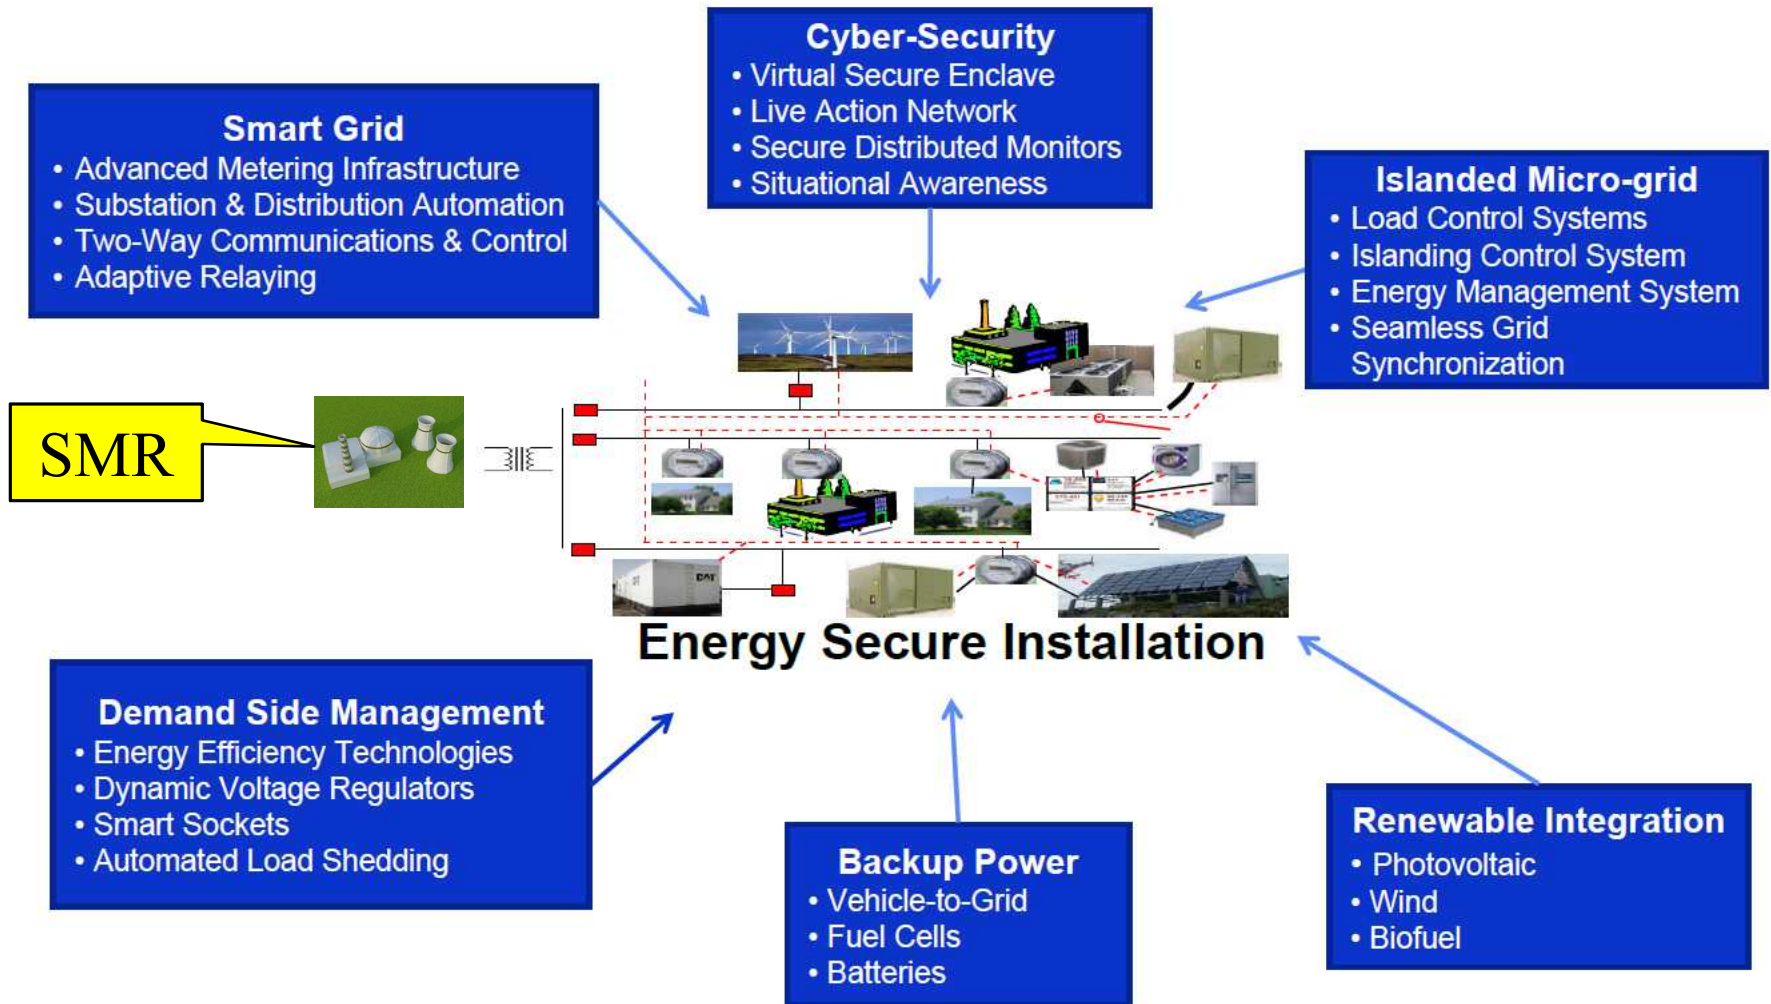 Cyber-Security
• Virtual Secure Enclave
• Live Action Network
• Secure Distributed Monitors
• Situational Awareness
Smart Grid
• Advanced Metering Infrastructure
• Substation & Distribution Automation
• Two-Way Communications & Control
• Adaptive Relaying
Islanded Micro-grid
• Load Control Systems
• Islanding Control System
• Energy Management System
• Seamless Grid
Synchronization
SMR
Energy Secure Installation
Demand Side Management
• Energy Efficiency Technologies
• Dynamic Voltage Regulators
• Smart Sockets
• Automated Load Shedding
Backup Power
• Vehicle-to-Grid
• Fuel Cells
• Batteries
Renewable Integration
• Photovoltaic
• Wind
• Biofuel